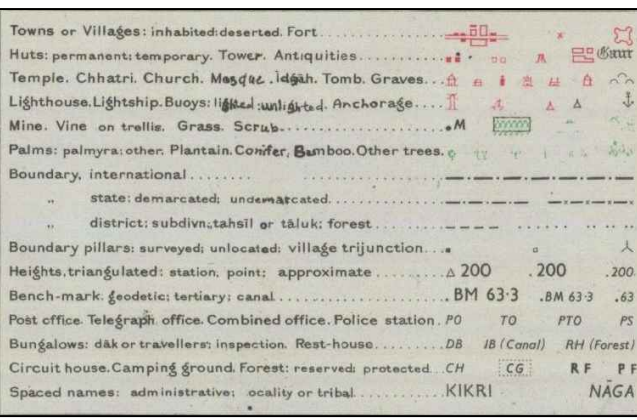 Towns or Villages: inhabited: deserted. Fort
Huts: permanent; temporary. Tower. Antiquities Gaur
Temple. Chhatri. Church. Mosque. Īdgāh. Tomb. Graves
Lighthouse. Lightship. Buoys: lighted; unlighted. Anchorage
Mine. Vine on trellis. Grass. Scrub .M
Palms: palmyra; other. Plantain. Conifer, Bamboo. Other trees
Boundary, international
„ state: demarcated; undemarcated
„ district: subdivn, tahsīl or tāluk; forest
Boundary pillars: surveyed; unlocated; village trijunction
Heights, triangulated: station, point; approximate 200 .200 .200
Bench-mark, geodetic; tertiary; canal .BM 63·3 .BM 63·3 .63
Post office. Telegraph office. Combined office. Police station. PO TO PTO PS
Bungalows: dāk or travellers; inspection. Rest-house DB IB (Canal) RH (Forest)
Circuit house. Camping ground. Forest: reserved; protected CH CG RF PF
Spaced names: administrative; ocality or tribal KIKRI NĀGA